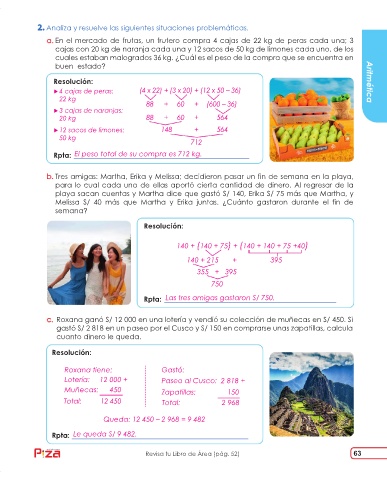 2. Analiza y resuelve las siguientes situaciones problemáticas.
a. En el mercado de frutas, un frutero compra 4 cajas de 22 kg de peras cada una; 3
cajas con 20 kg de naranja cada una y 12 sacos de 50 kg de limones cada uno, de los
cuales estaban malogrados 36 kg. ¿Cuál es el peso de la compra que se encuentra en
buen estado?
Aritmética
Resolución:
4 cajas de peras: (4 x 22) + (3 x 20) + (12 x 50 – 36)
22 kg
88 + 60 + (600 – 36)
3 cajas de naranjas:
20 kg 88 + 60 + 564
12 sacos de limones: 148 + 564
50 kg
712
Rpta: El peso total de su compra es 712 kg.
b. Tres amigas: Martha, Erika y Melissa; decidieron pasar un fin de semana en la playa,
para lo cual cada una de ellas aportó cierta cantidad de dinero. Al regresar de la
playa sacan cuentas y Martha dice que gastó S/ 140, Erika S/ 75 más que Martha, y
Melissa S/ 40 más que Martha y Erika juntas. ¿Cuánto gastaron durante el fin de
semana?
Resolución:
140 + (140 + 75) + (140 + 140 + 75 +40)
140 + 215 + 395
355 + 395
750
Rpta: Las tres amigas gastaron S/ 750.
c. Roxana ganó S/ 12 000 en una lotería y vendió su colección de muñecas en S/ 450. Si
gastó S/ 2 818 en un paseo por el Cusco y S/ 150 en comprarse unas zapatillas, calcula
cuanto dinero le queda.
Resolución:
Roxana tiene: Gastó:
Lotería: 12 000 + Paseo al Cusco: 2 818 +
Muñecas: 450 Zapatillas: 150
Total: 12 450 Total: 2 968
Queda: 12 450 – 2 968 = 9 482
Rpta: Le queda S/ 9 482.
Pizza
Revisa tu Libro de Área (pág. 52) 63